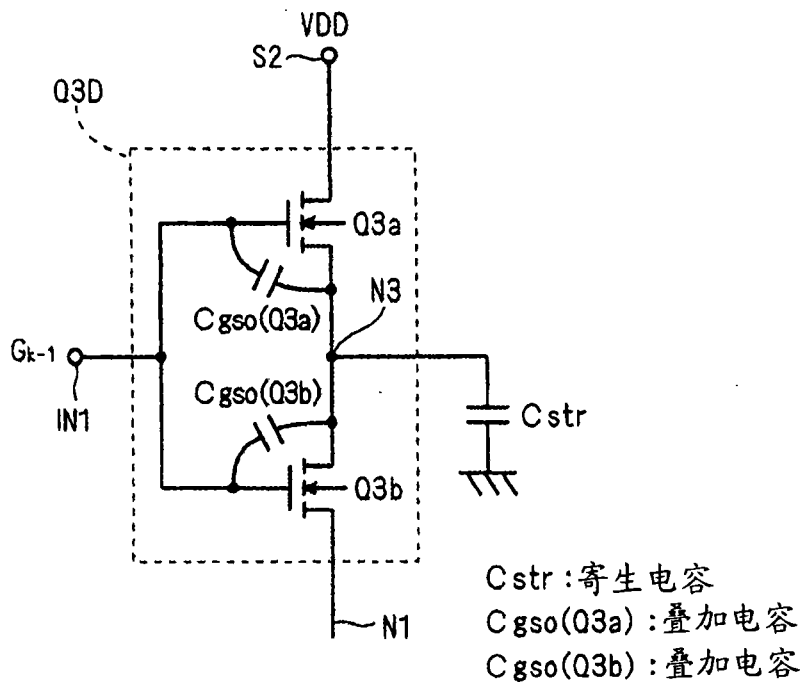 VDD
S2
Q3D
Q3a
N3
Cgso(Q3a)
Gk-1
Cgso(Q3b)
IN1
Cstr
Q3b
N1
Cstr:寄生电容
Cgso(Q3a):叠加电容
Cgso(Q3b):叠加电容